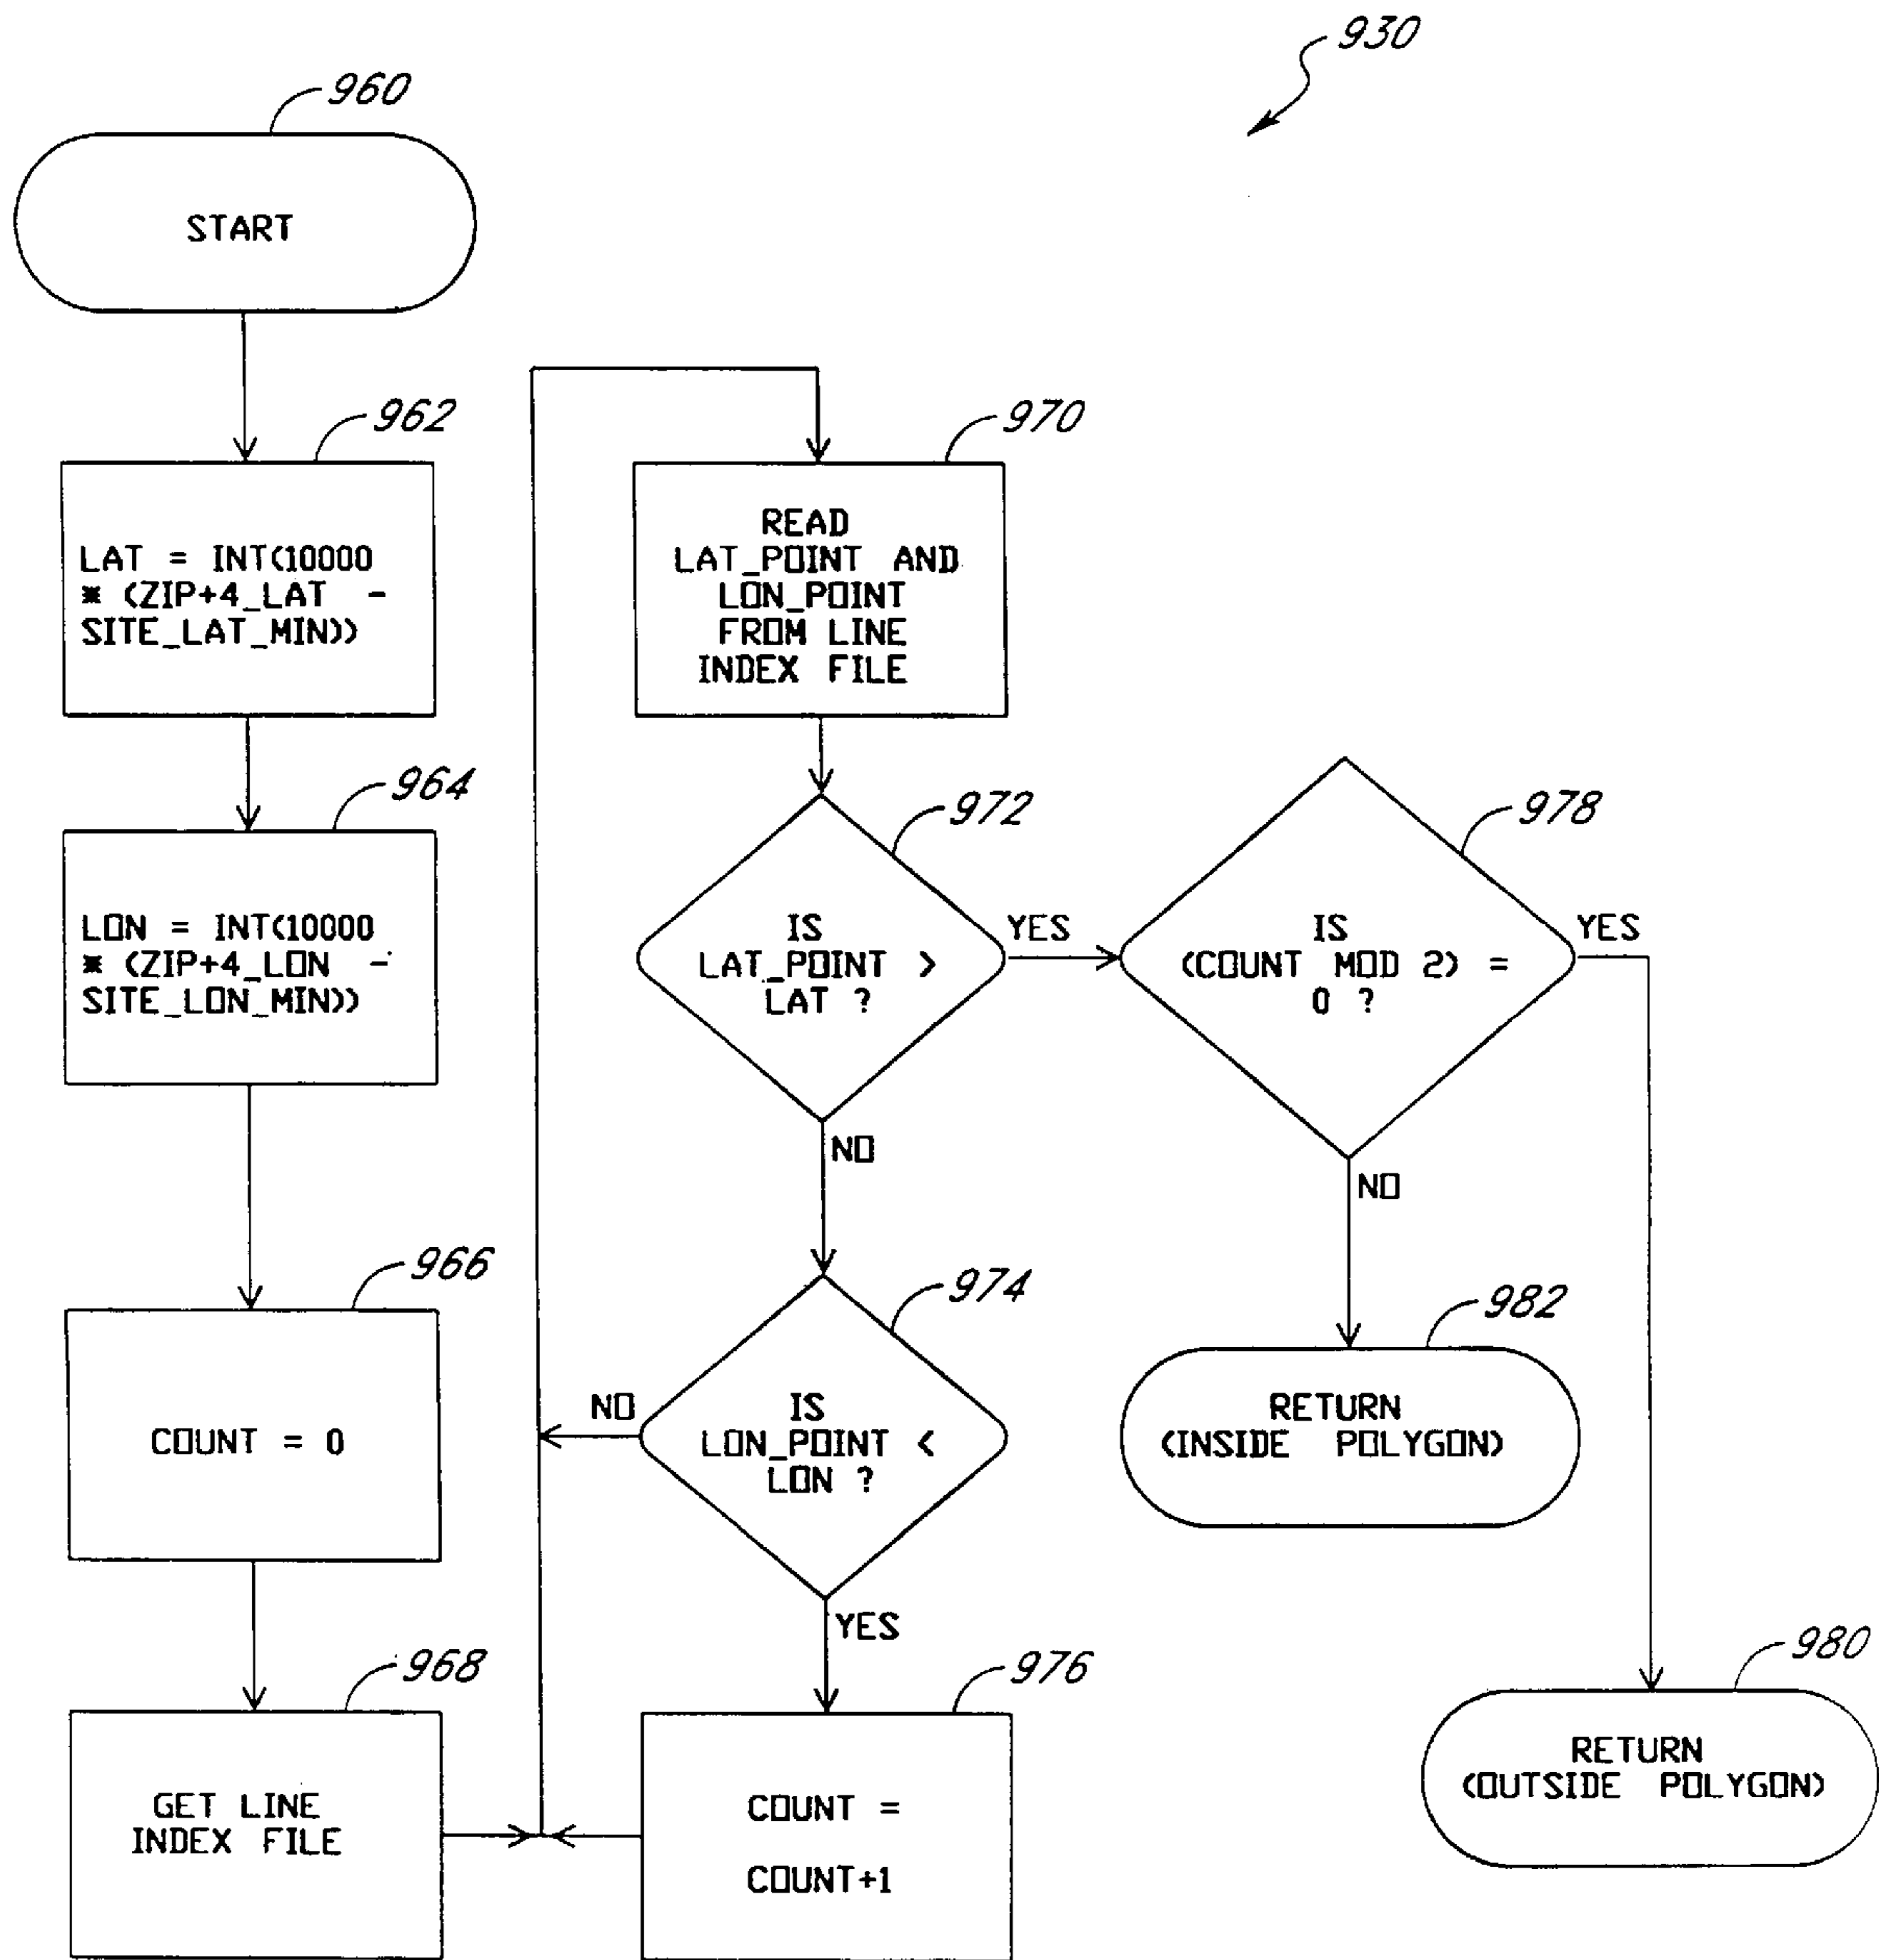 930
960
START
962
LAT = INT(10000
* (ZIP+4_LAT -
SITE_LAT_MIN))
964
LON = INT(10000
* (ZIP+4_LON -
SITE_LON_MIN))
966
COUNT = 0
968
GET LINE
INDEX FILE
970
READ
LAT_POINT AND
LON_POINT
FROM LINE
INDEX FILE
972
IS
LAT_POINT >
LAT ?
YES
NO
974
IS
LON_POINT <
LON ?
NO
YES
976
COUNT =
COUNT+1
978
IS
(COUNT MOD 2) =
0 ?
YES
NO
982
RETURN
(INSIDE POLYGON)
980
RETURN
(OUTSIDE POLYGON)